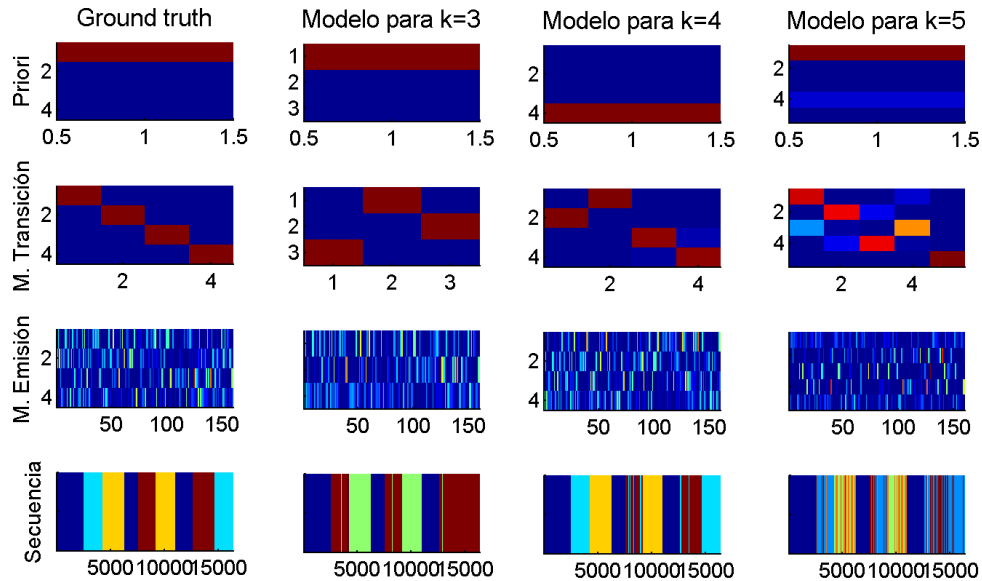 Ground truth
Modelo para k=3
Modelo para k=4
Modelo para k=5
Priori
2
4
0.5 1 1.5
1
2
3
0.5 1 1.5
2
4
0.5 1 1.5
2
4
0.5 1 1.5
M. Transición
2
4
2 4
1
2
3
1 2 3
2
4
2 4
2
4
2 4
M. Emisión
2
4
50 100 150
50 100 150
2
4
50 100 150
50 100 150
Secuencia
5000 10000 15000
5000 10000 15000
5000 10000 15000
5000 10000 15000